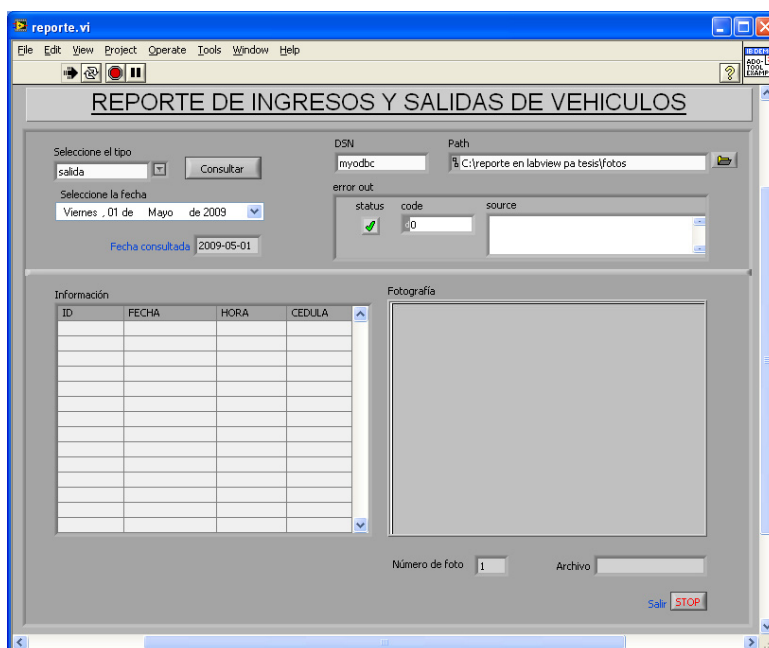 reporte.vi
File Edit View Project Operate Tools Window Help
REPORTE DE INGRESOS Y SALIDAS DE VEHICULOS
Seleccione el tipo
salida
Consultar
Seleccione la fecha
Viernes , 01 de Mayo de 2009
Fecha consultada 2009-05-01
DSN
myodbc
Path
C:\reporte en labview pa tesis\fotos
error out
status code source
0
Información
ID FECHA HORA CEDULA
Fotografía
Número de foto 1 Archivo
Salir STOP